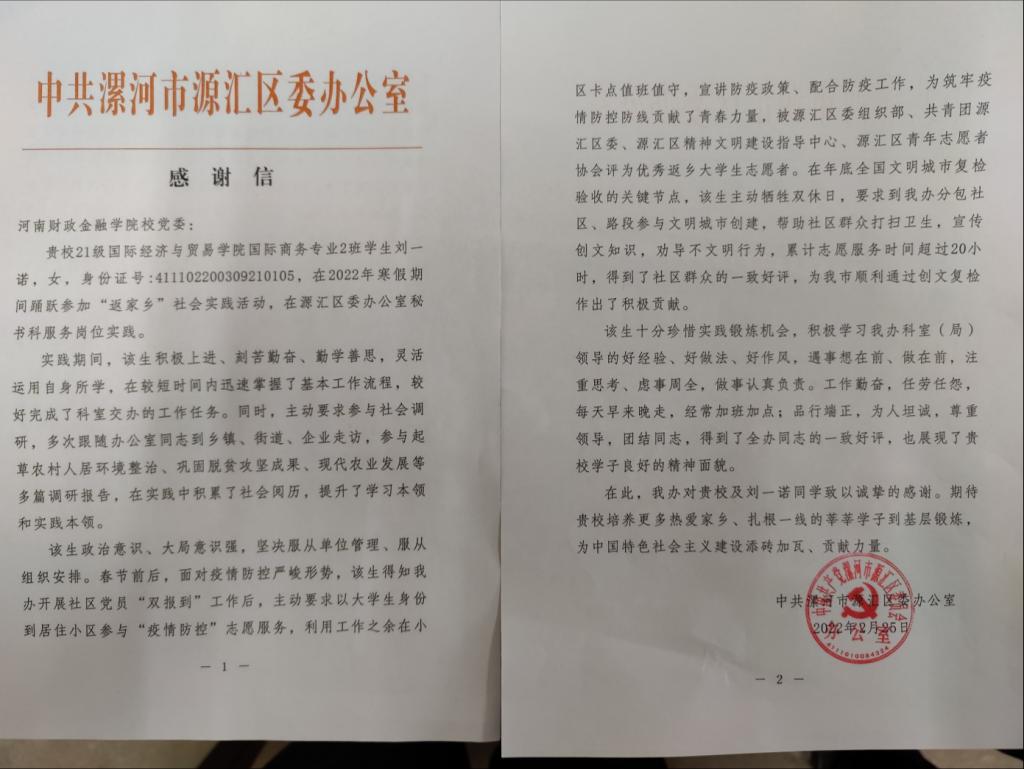 中共漯河市源汇区委办公室
感谢信
河南财政金融学院校党委：
贵校21级国际经济与贸易学院国际商务专业2班学生刘一
诺，女，身份证号:411102200309210105，在2022年寒假期
间踊跃参加“返家乡”社会实践活动，在源汇区委办公室秘
书科服务岗位实践。
实践期间，该生积极上进、刻苦勤奋、勤学善思，灵活
运用自身所学，在较短时间内迅速掌握了基本工作流程，较
好完成了科室交办的工作任务。同时，主动要求参与社会调
研，多次跟随办公室同志到乡镇、街道、企业走访，参与起
草农村人居环境整治、巩固脱贫攻坚成果、现代农业发展等
多篇调研报告，在实践中积累了社会阅历，提升了学习本领
和实践本领。
该生政治意识、大局意识强，坚决服从单位管理、服从
组织安排。春节前后，面对疫情防控严峻形势，该生得知我
办开展社区党员“双报到”工作后，主动要求以大学生身份
到居住小区参与“疫情防控”志愿服务，利用工作之余在小
— 1 —
区卡点值班值守，宣讲防疫政策、配合防疫工作，为筑牢疫
情防控防线贡献了青春力量，被源汇区委组织部、共青团源
汇区委、源汇区精神文明建设指导中心、源汇区青年志愿者
协会评为优秀返乡大学生志愿者。在年底全国文明城市复检
验收的关键节点，该生主动牺牲双休日，要求到我办分包社
区、路段参与文明城市创建，帮助社区群众打扫卫生，宣传
创文知识，劝导不文明行为，累计志愿服务时间超过20小
时，得到了社区群众的一致好评，为我市顺利通过创文复检
作出了积极贡献。
该生十分珍惜实践锻炼机会，积极学习我办科室（局）
领导的好经验、好做法、好作风，遇事想在前、做在前，注
重思考、虑事周全，做事认真负责。工作勤奋，任劳任怨，
每天早来晚走，经常加班加点；品行端正，为人坦诚，尊重
领导，团结同志，得到了全办同志的一致好评，也展现了贵
校学子良好的精神面貌。
在此，我办对贵校及刘一诺同学致以诚挚的感谢。期待
贵校培养更多热爱家乡、扎根一线的莘莘学子到基层锻炼，
为中国特色社会主义建设添砖加瓦、贡献力量。
中共漯河市源汇区委办公室
2022年2月25日
中国共产党漯河市源汇区委员会
办公室
4111010084324
— 2 —